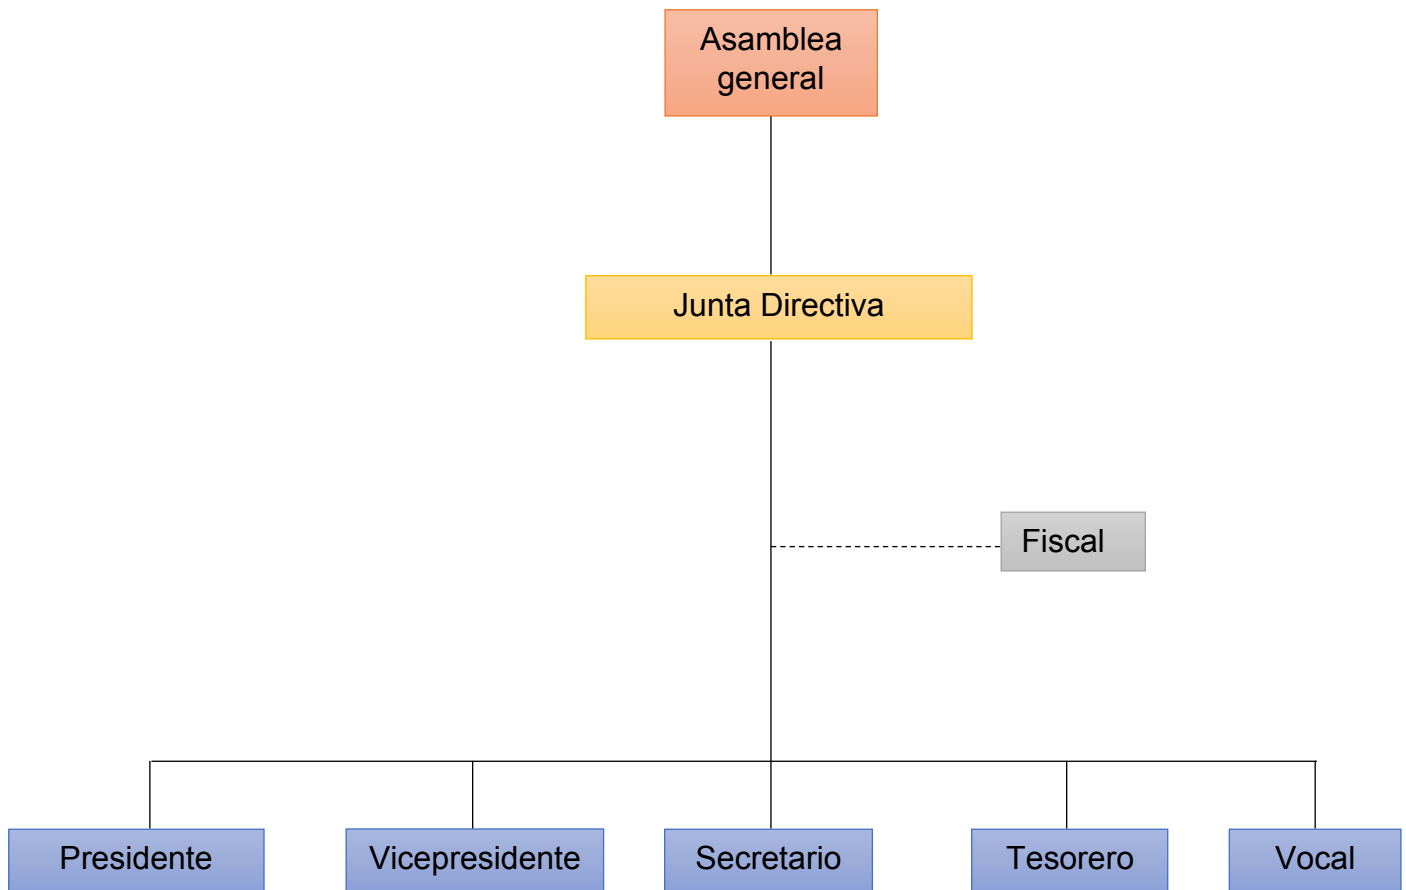 Asamblea
general
Junta Directiva
Fiscal
Presidente
Vicepresidente
Secretario
Tesorero
Vocal